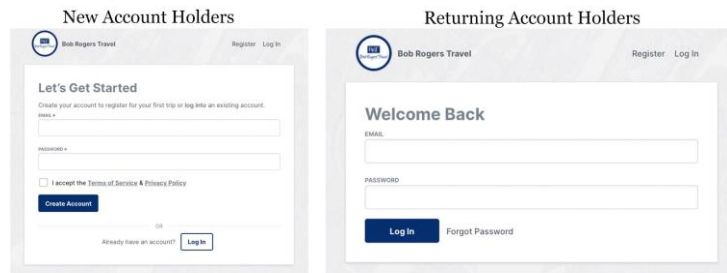 New Account Holders
Bob Rogers Travel
Register Log In
Let's Get Started
Create your account to register for your first trip or log into an existing account.
EMAIL *
PASSWORD *
I accept the Terms of Service & Privacy Policy
Create Account
OR
Already have an account? Log In
Returning Account Holders
Bob Rogers Travel
Register Log In
Welcome Back
EMAIL
PASSWORD
Log In Forgot Password